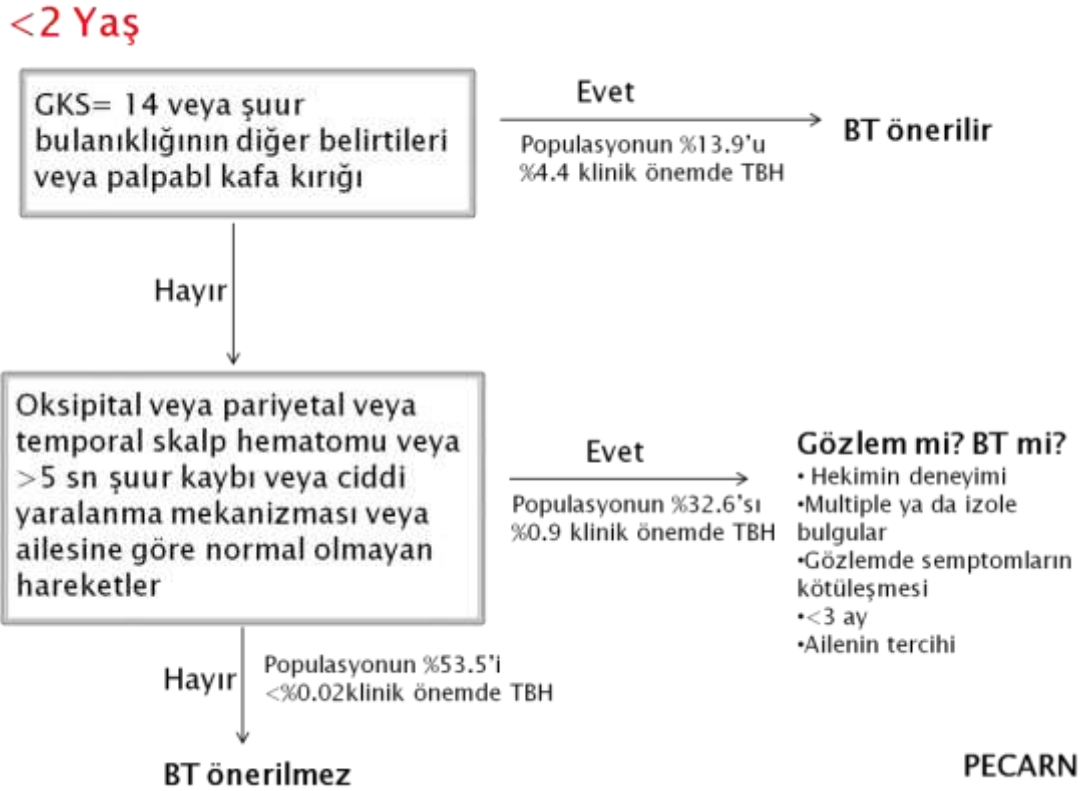 <2 Yaş
GKS= 14 veya şuur
bulanıklığının diğer belirtileri
veya palpabl kafa kırığı
Evet
Populasyonun %13.9'u
%4.4 klinik önemde TBH
BT önerilir
Hayır
Oksipital veya pariyetal veya
temporal skalp hematomu veya
>5 sn şuur kaybı veya ciddi
yaralanma mekanizması veya
ailesine göre normal olmayan
hareketler
Evet
Populasyonun %32.6'sı
%0.9 klinik önemde TBH
Gözlem mi? BT mi?
• Hekimin deneyimi
•Multiple ya da izole
bulgular
•Gözlemde semptomların
kötüleşmesi
•<3 ay
•Ailenin tercihi
Hayır
Populasyonun %53.5'i
<%0.02klinik önemde TBH
BT önerilmez
PECARN